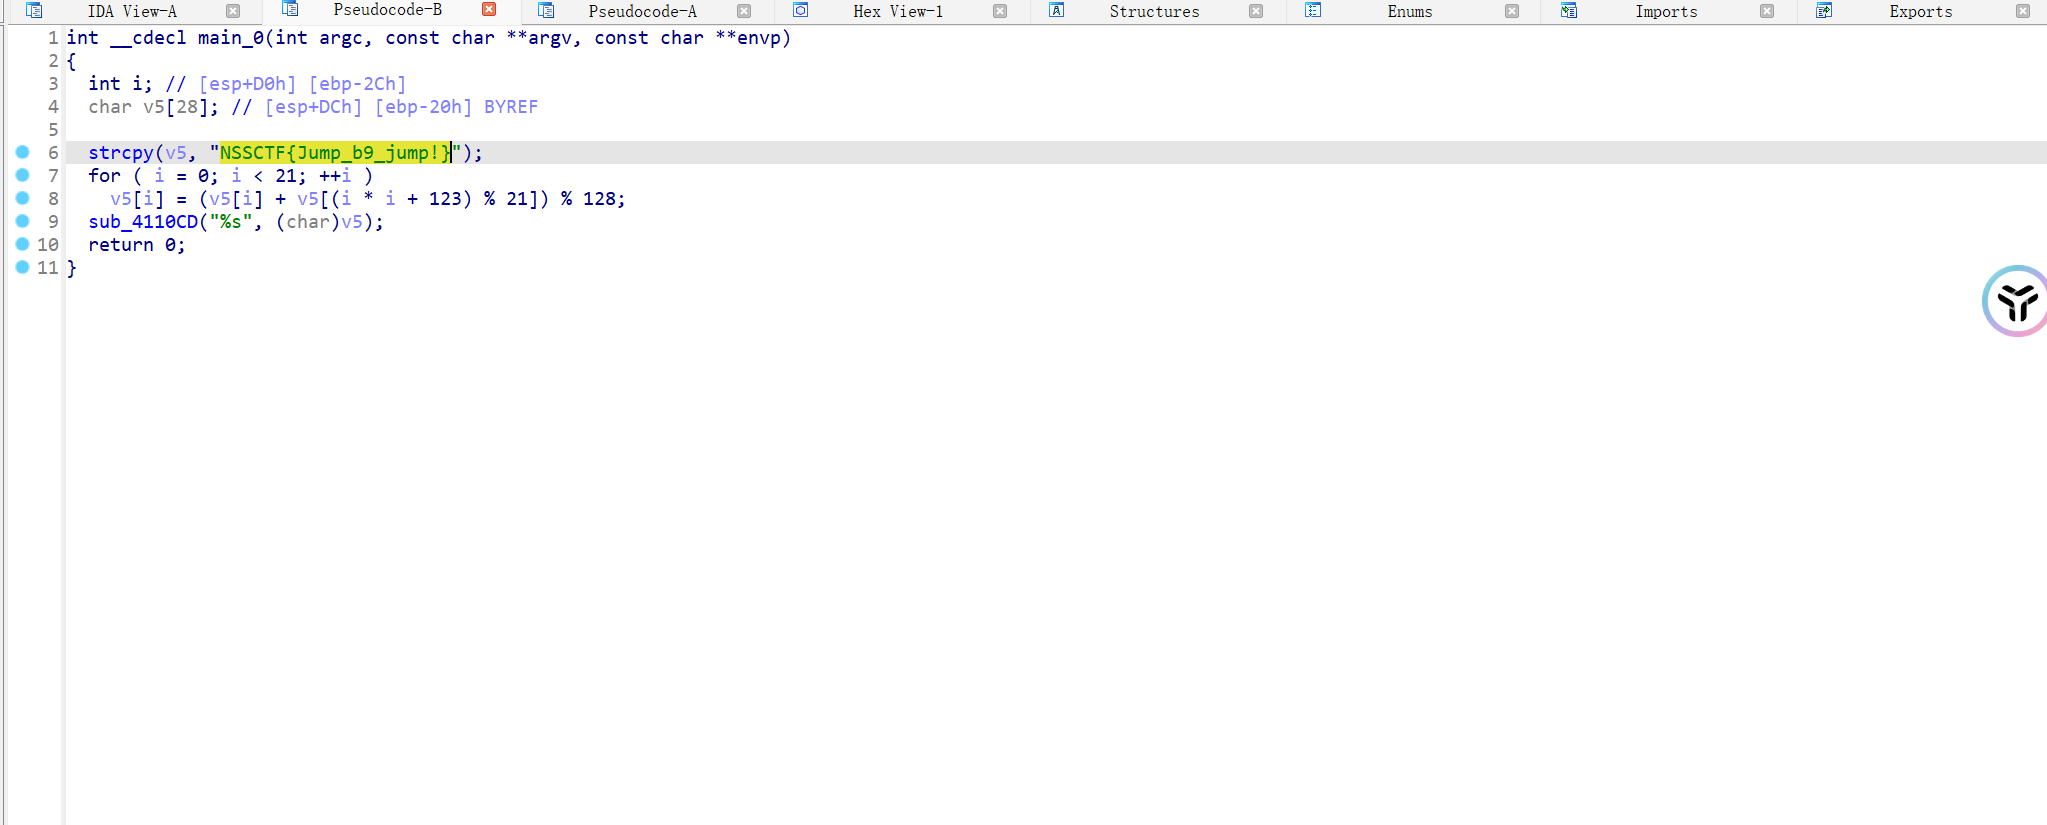 IDA View-A Pseudocode-B Pseudocode-A Hex View-1 Structures Enums Imports Exports
1 int __cdecl main_0(int argc, const char **argv, const char **envp)
2 {
3 int i; // [esp+D0h] [ebp-2Ch]
4 char v5[28]; // [esp+DCh] [ebp-20h] BYREF
5
6 strcpy(v5, "NSSCTF{Jump_b9_jump!}");
7 for ( i = 0; i < 21; ++i )
8 v5[i] = (v5[i] + v5[(i * i + 123) % 21]) % 128;
9 sub_4110CD("%s", (char)v5);
10 return 0;
11 }